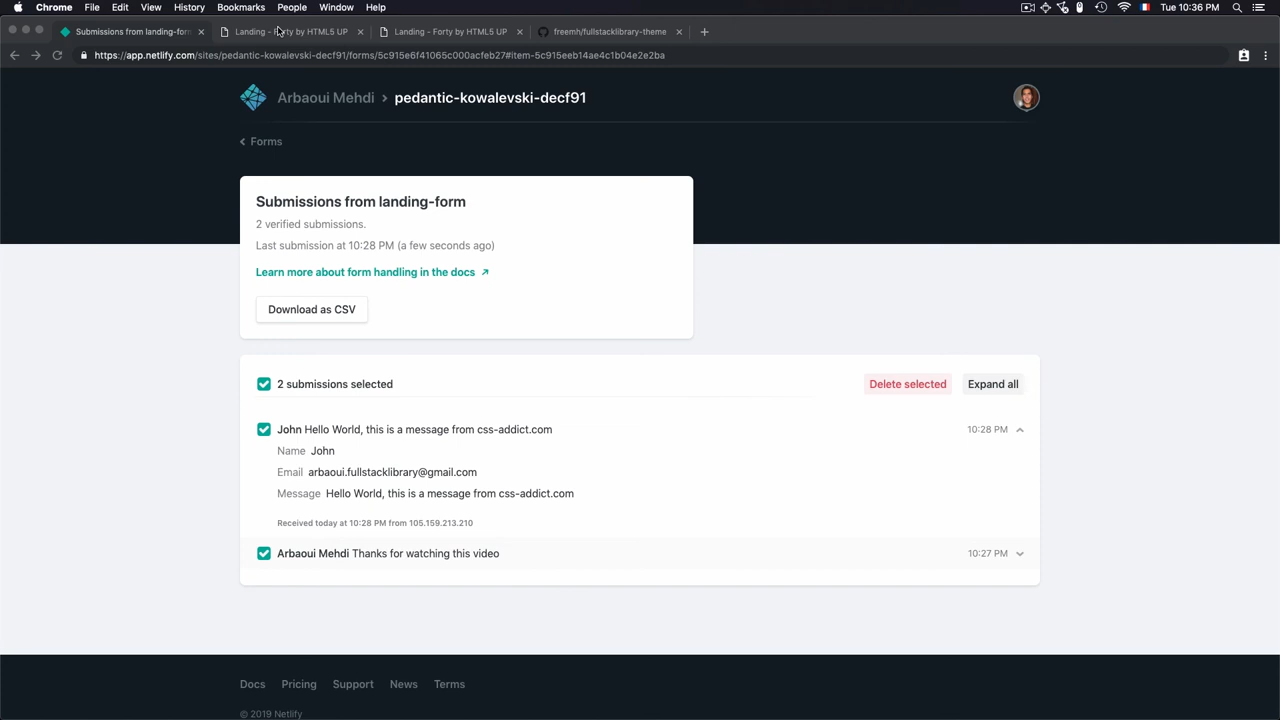 Chrome File Edit View History Bookmarks People Window Help Tue 10:36 PM
Submissions from landing-for Landing - Forty by HTML5 UP Landing - Forty by HTML5 UP freemh/fullstacklibrary-theme
https://app.netlify.com/sites/pedantic-kowalevski-decf91/forms/5c915e6f41065c000acfeb27#item-5c915eeb14ae4c1b04e2e2ba
Arbaoui Mehdi > pedantic-kowalevski-decf91
Forms
Submissions from landing-form
2 verified submissions.
Last submission at 10:28 PM (a few seconds ago)
Learn more about form handling in the docs
Download as CSV
2 submissions selected Delete selected Expand all
John Hello World, this is a message from css-addict.com 10:28 PM
Name John
Email arbaoui.fullstacklibrary@gmail.com
Message Hello World, this is a message from css-addict.com
Received today at 10:28 PM from 105.159.213.210
Arbaoui Mehdi Thanks for watching this video 10:27 PM
Docs Pricing Support News Terms
© 2019 Netlify